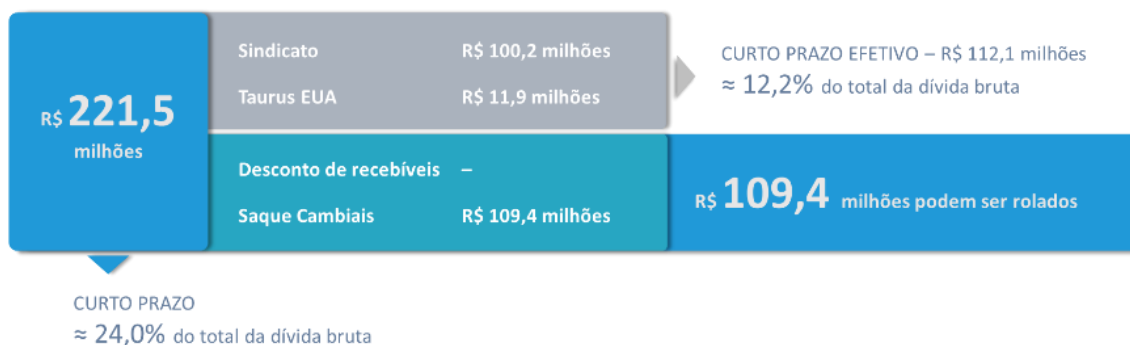 R$ 221,5
milhões
Sindicato R$ 100,2 milhões
Taurus EUA R$ 11,9 milhões
CURTO PRAZO EFETIVO – R$ 112,1 milhões
≈ 12,2% do total da dívida bruta
Desconto de recebíveis –
Saque Cambiais R$ 109,4 milhões
R$ 109,4 milhões podem ser rolados
CURTO PRAZO
≈ 24,0% do total da dívida bruta